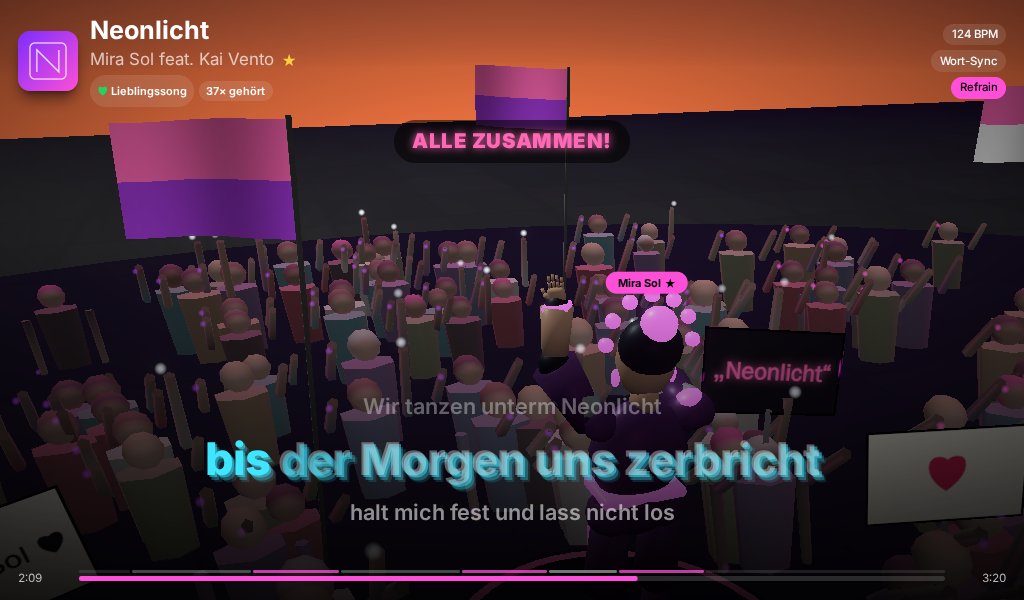 N
Neonlicht
Mira Sol feat. Kai Vento ★
Lieblingssong
37× gehört
124 BPM
Wort-Sync
Refrain
ALLE ZUSAMMEN!
Mira Sol ★
„Neonlicht“
Wir tanzen unterm Neonlicht
bis der Morgen uns zerbricht
halt mich fest und lass nicht los
sol
2:09
3:20